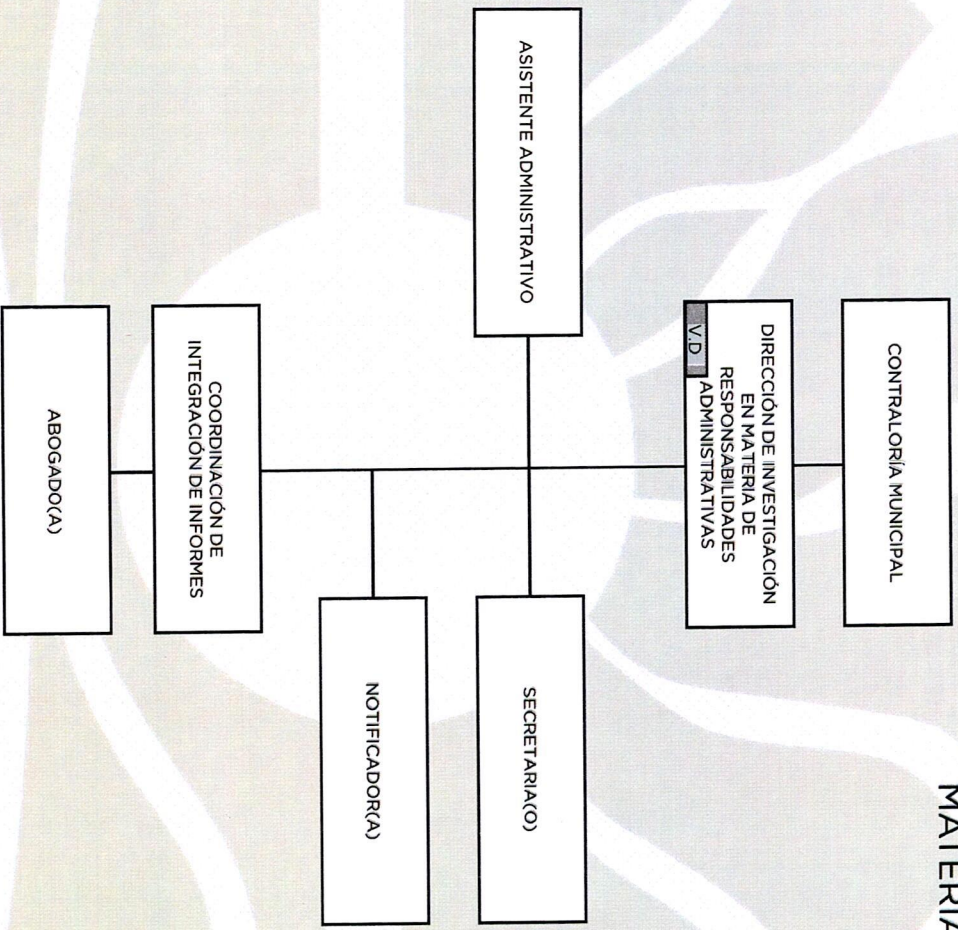 MATERIA
CONTRALORÍA MUNICIPAL
DIRECCIÓN DE INVESTIGACIÓN
EN MATERIA DE
RESPONSABILIDADES
ADMINISTRATIVAS
V.D
ASISTENTE ADMINISTRATIVO
SECRETARIA(O)
NOTIFICADOR(A)
COORDINACIÓN DE
INTEGRACIÓN DE INFORMES
ABOGADO(A)